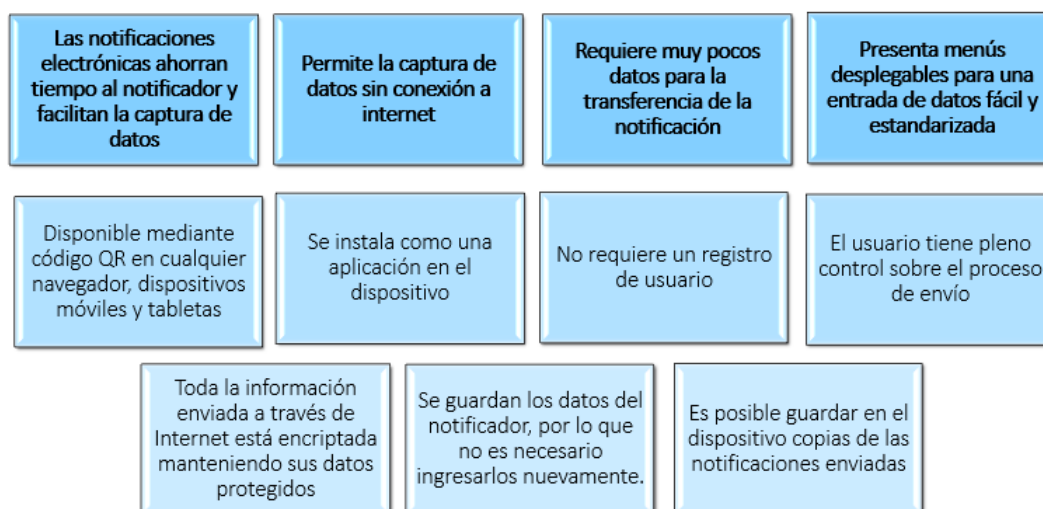 Las notificaciones
electrónicas ahorran
tiempo al notificador y
facilitan la captura de
datos
Permite la captura de
datos sin conexión a
internet
Requiere muy pocos
datos para la
transferencia de la
notificación
Presenta menús
desplegables para una
entrada de datos fácil y
estandarizada
Disponible mediante
código QR en cualquier
navegador, dispositivos
móviles y tabletas
Se instala como una
aplicación en el
dispositivo
No requiere un registro
de usuario
El usuario tiene pleno
control sobre el proceso
de envío
Toda la información
enviada a través de
Internet está encriptada
manteniendo sus datos
protegidos
Se guardan los datos del
notificador, por lo que
no es necesario
ingresarlos nuevamente.
Es posible guardar en el
dispositivo copias de las
notificaciones enviadas